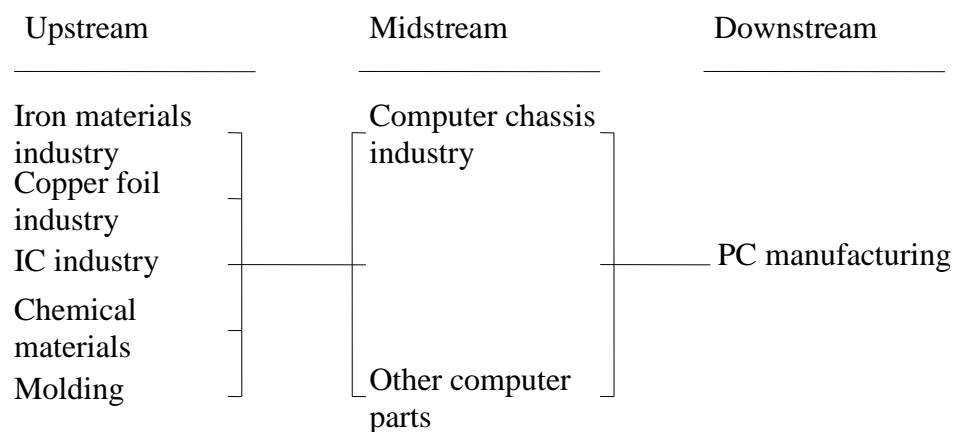 Upstream
Midstream
Downstream
Iron materials
industry
Copper foil
industry
IC industry
Chemical
materials
Molding
Computer chassis
industry
Other computer
parts
PC manufacturing